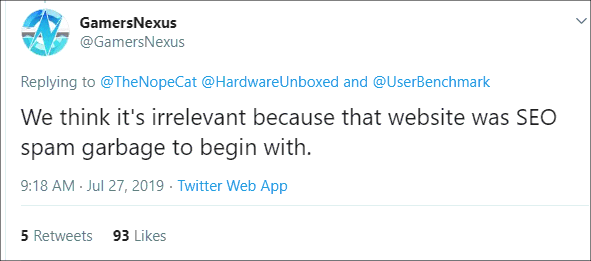 GamersNexus
@GamersNexus
Replying to @TheNopeCat @HardwareUnboxed and @UserBenchmark
We think it's irrelevant because that website was SEO
spam garbage to begin with.
9:18 AM · Jul 27, 2019 · Twitter Web App
5 Retweets 93 Likes